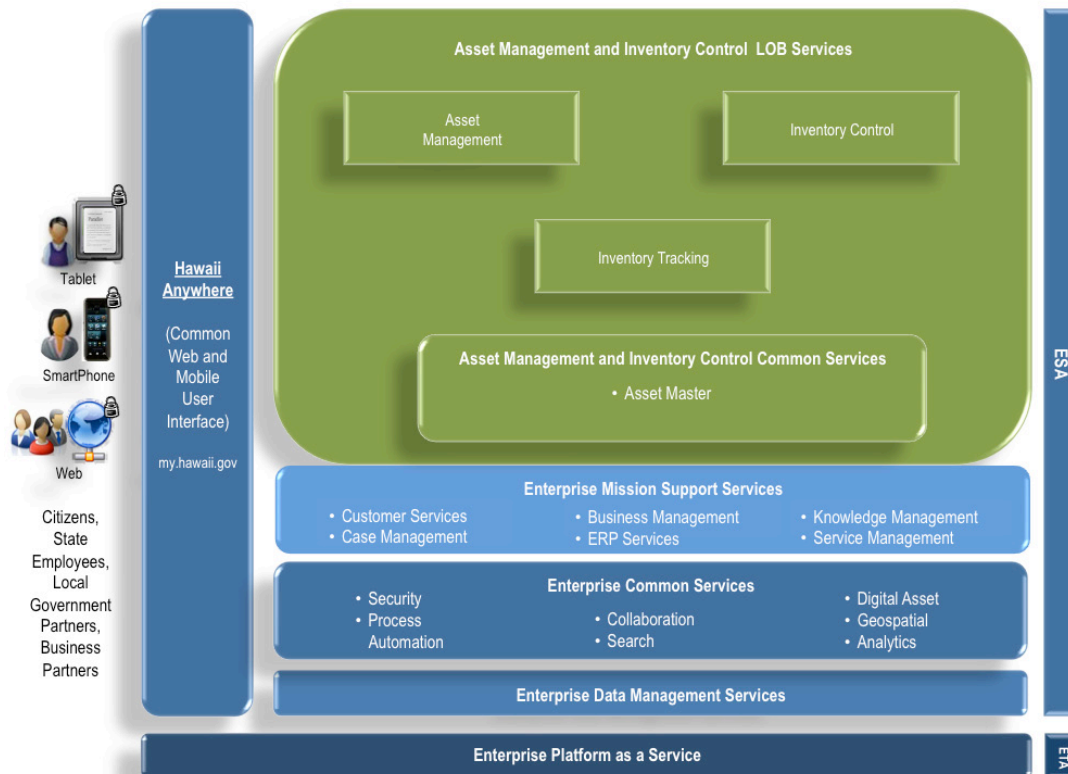 Asset Management and Inventory Control  LOB Services
Asset
Management
Inventory Control
Inventory Tracking
Asset Management and Inventory Control Common Services
• Asset Master
Tablet
SmartPhone
Web
Citizens,
State
Employees,
Local
Government
Partners,
Business
Partners
Hawaii
Anywhere
(Common
Web and
Mobile
User
Interface)
my.hawaii.gov
Enterprise Mission Support Services
• Customer Services
• Case Management
• Business Management
• ERP Services
• Knowledge Management
• Service Management
Enterprise Common Services
• Security
• Process
Automation
• Collaboration
• Search
• Digital Asset
• Geospatial
• Analytics
Enterprise Data Management Services
Enterprise Platform as a Service
ESA
ETA